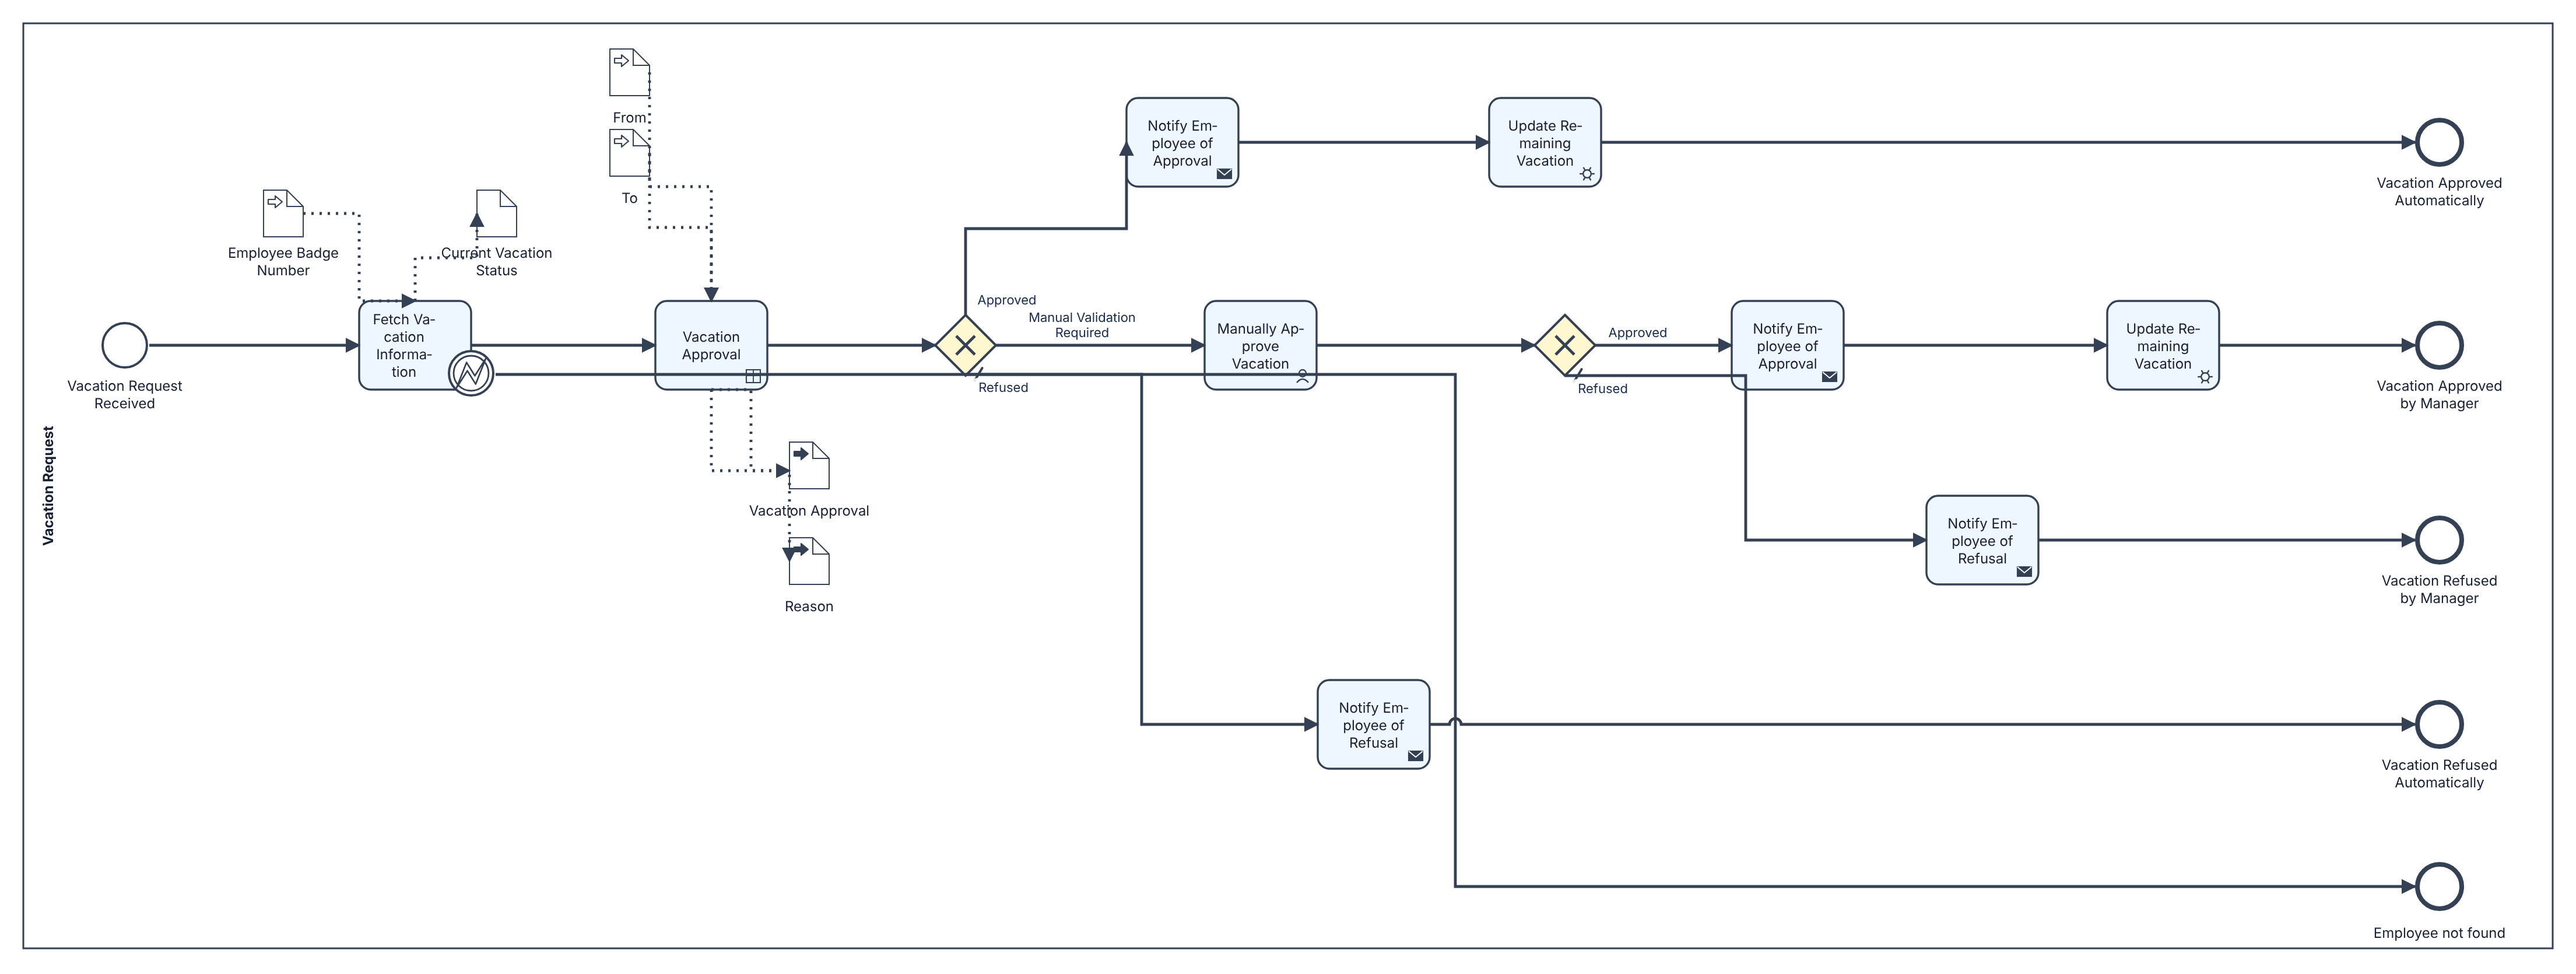 Vacation Request
Vacation Request
Received
Employee Badge
Number
Current Vacation
Status
Fetch Va-
cation
Informa-
tion
From
To
Vacation
Approval
Vacation Approval
Reason
Approved
Manual Validation
Required
Refused
Notify Em-
ployee of
Approval
Update Re-
maining
Vacation
Vacation Approved
Automatically
Manually Ap-
prove
Vacation
Approved
Refused
Notify Em-
ployee of
Approval
Update Re-
maining
Vacation
Vacation Approved
by Manager
Notify Em-
ployee of
Refusal
Vacation Refused
by Manager
Notify Em-
ployee of
Refusal
Vacation Refused
Automatically
Employee not found